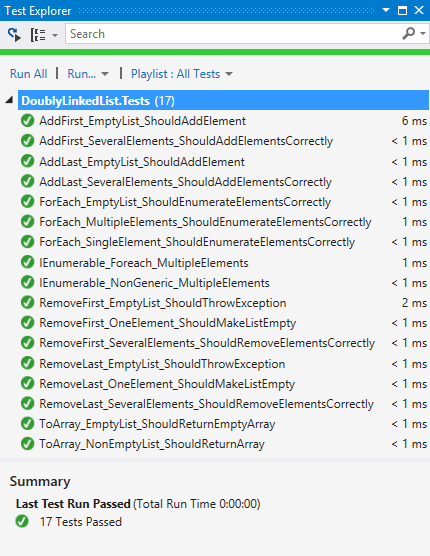 Test Explorer
Search
Run All | Run... | Playlist : All Tests
DoublyLinkedList.Tests (17)
AddFirst_EmptyList_ShouldAddElement 6 ms
AddFirst_SeveralElements_ShouldAddElementsCorrectly < 1 ms
AddLast_EmptyList_ShouldAddElement < 1 ms
AddLast_SeveralElements_ShouldAddElementsCorrectly < 1 ms
ForEach_EmptyList_ShouldEnumerateElementsCorrectly < 1 ms
ForEach_MultipleElements_ShouldEnumerateElementsCorrectly 1 ms
ForEach_SingleElement_ShouldEnumerateElementsCorrectly < 1 ms
IEnumerable_Foreach_MultipleElements 1 ms
IEnumerable_NonGeneric_MultipleElements < 1 ms
RemoveFirst_EmptyList_ShouldThrowException 2 ms
RemoveFirst_OneElement_ShouldMakeListEmpty < 1 ms
RemoveFirst_SeveralElements_ShouldRemoveElementsCorrectly < 1 ms
RemoveLast_EmptyList_ShouldThrowException < 1 ms
RemoveLast_OneElement_ShouldMakeListEmpty < 1 ms
RemoveLast_SeveralElements_ShouldRemoveElementsCorrectly < 1 ms
ToArray_EmptyList_ShouldReturnEmptyArray < 1 ms
ToArray_NonEmptyList_ShouldReturnArray < 1 ms
Summary
Last Test Run Passed (Total Run Time 0:00:00)
17 Tests Passed